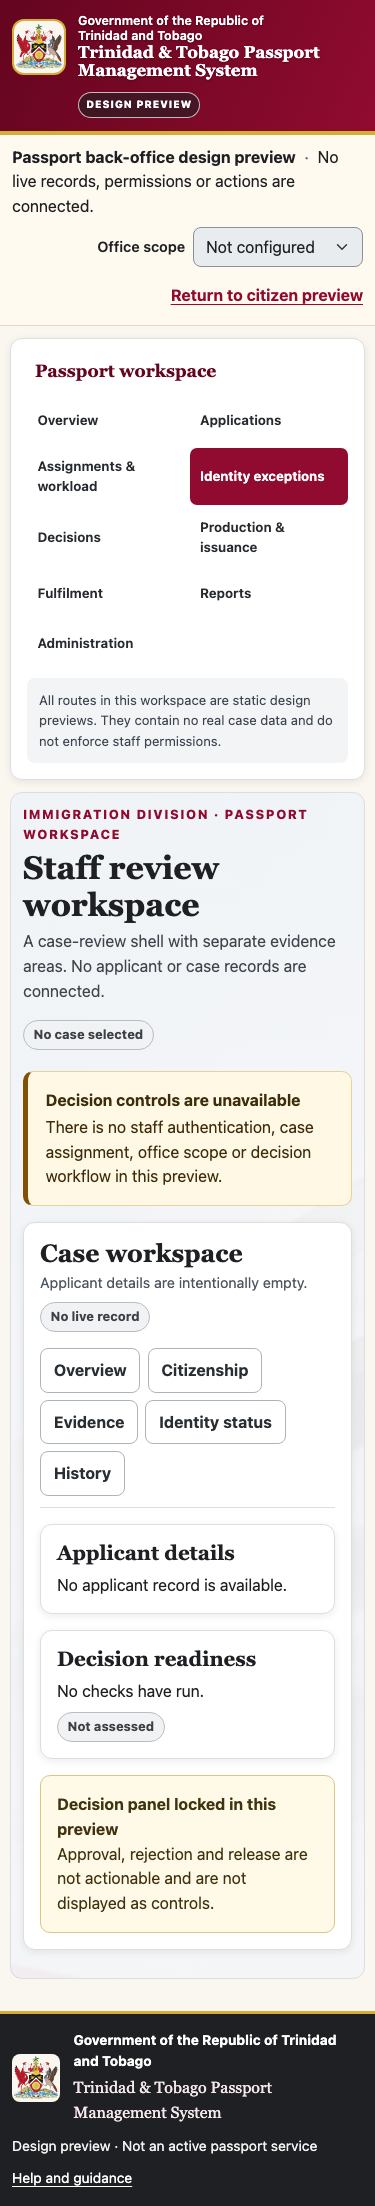 Government of the Republic of
Trinidad and Tobago
Trinidad & Tobago Passport
Management System
DESIGN PREVIEW
Passport back-office design preview · No
live records, permissions or actions are
connected.
Office scope
Not configured
Return to citizen preview
Passport workspace
Overview
Applications
Assignments &
workload
Identity exceptions
Decisions
Production &
issuance
Fulfilment
Reports
Administration
All routes in this workspace are static design
previews. They contain no real case data and do
not enforce staff permissions.
IMMIGRATION DIVISION · PASSPORT
WORKSPACE
Staff review
workspace
A case-review shell with separate evidence
areas. No applicant or case records are
connected.
No case selected
Decision controls are unavailable
There is no staff authentication, case
assignment, office scope or decision
workflow in this preview.
Case workspace
Applicant details are intentionally empty.
No live record
Overview
Citizenship
Evidence
Identity status
History
Applicant details
No applicant record is available.
Decision readiness
No checks have run.
Not assessed
Decision panel locked in this
preview
Approval, rejection and release are
not actionable and are not
displayed as controls.
Government of the Republic of Trinidad
and Tobago
Trinidad & Tobago Passport
Management System
Design preview · Not an active passport service
Help and guidance